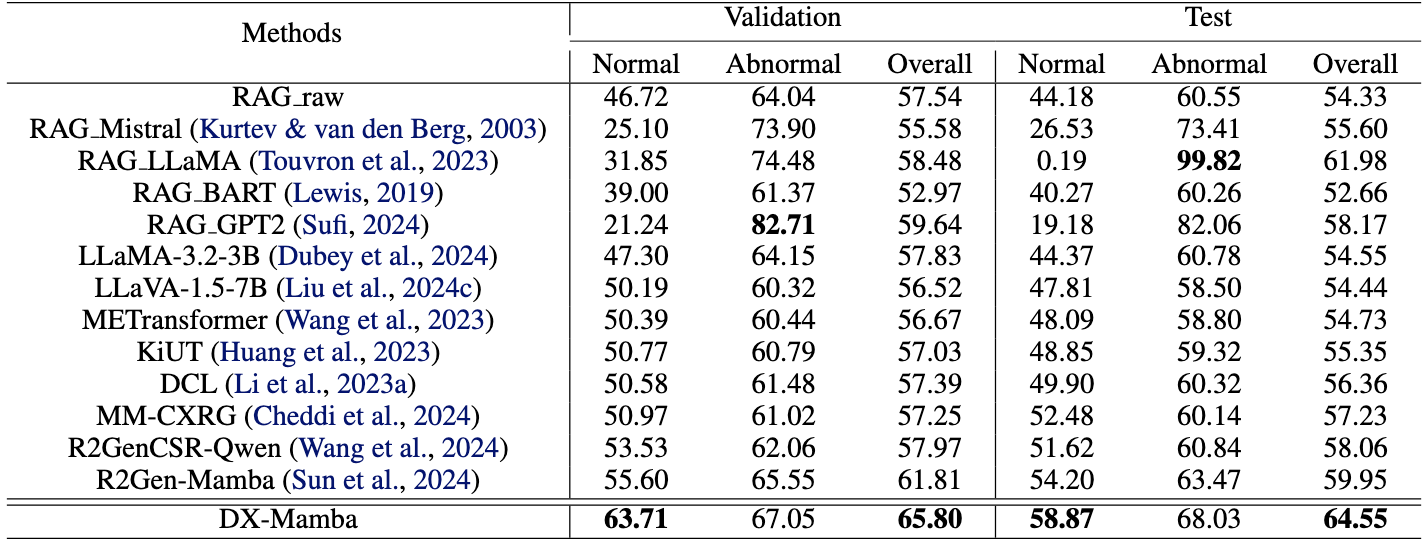 Methods Validation Test
Normal Abnormal Overall Normal Abnormal Overall
RAG_raw 46.72 64.04 57.54 44.18 60.55 54.33
RAG_Mistral (Kurtev & van den Berg, 2003) 25.10 73.90 55.58 26.53 73.41 55.60
RAG_LLaMA (Touvron et al., 2023) 31.85 74.48 58.48 0.19 99.82 61.98
RAG_BART (Lewis, 2019) 39.00 61.37 52.97 40.27 60.26 52.66
RAG_GPT2 (Sufi, 2024) 21.24 82.71 59.64 19.18 82.06 58.17
LLaMA-3.2-3B (Dubey et al., 2024) 47.30 64.15 57.83 44.37 60.78 54.55
LLaVA-1.5-7B (Liu et al., 2024c) 50.19 60.32 56.52 47.81 58.50 54.44
METransformer (Wang et al., 2023) 50.39 60.44 56.67 48.09 58.80 54.73
KiUT (Huang et al., 2023) 50.77 60.79 57.03 48.85 59.32 55.35
DCL (Li et al., 2023a) 50.58 61.48 57.39 49.90 60.32 56.36
MM-CXRG (Cheddi et al., 2024) 50.97 61.02 57.25 52.48 60.14 57.23
R2GenCSR-Qwen (Wang et al., 2024) 53.53 62.06 57.97 51.62 60.84 58.06
R2Gen-Mamba (Sun et al., 2024) 55.60 65.55 61.81 54.20 63.47 59.95
DX-Mamba 63.71 67.05 65.80 58.87 68.03 64.55